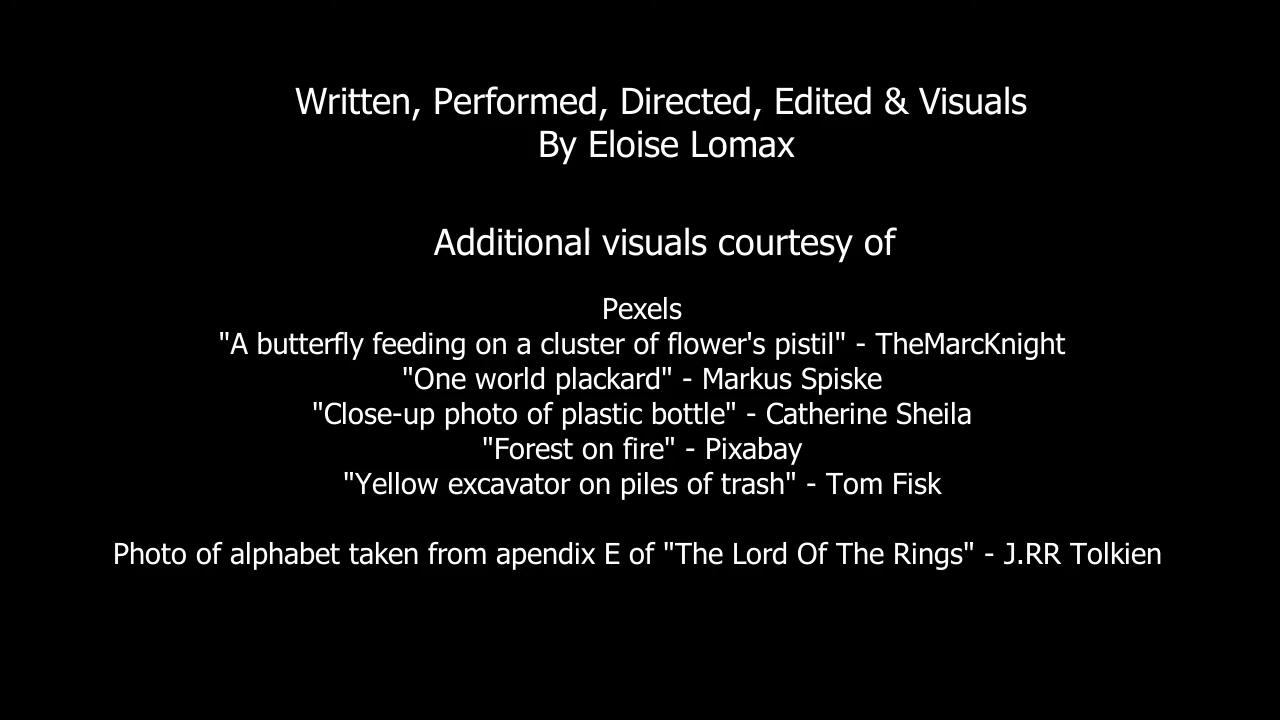 Written, Performed, Directed, Edited & Visuals
By Eloise Lomax
Additional visuals courtesy of
Pexels
"A butterfly feeding on a cluster of flower's pistil" - TheMarcKnight
"One world plackard" - Markus Spiske
"Close-up photo of plastic bottle" - Catherine Sheila
"Forest on fire" - Pixabay
"Yellow excavator on piles of trash" - Tom Fisk
Photo of alphabet taken from apendix E of "The Lord Of The Rings" - J.RR Tolkien